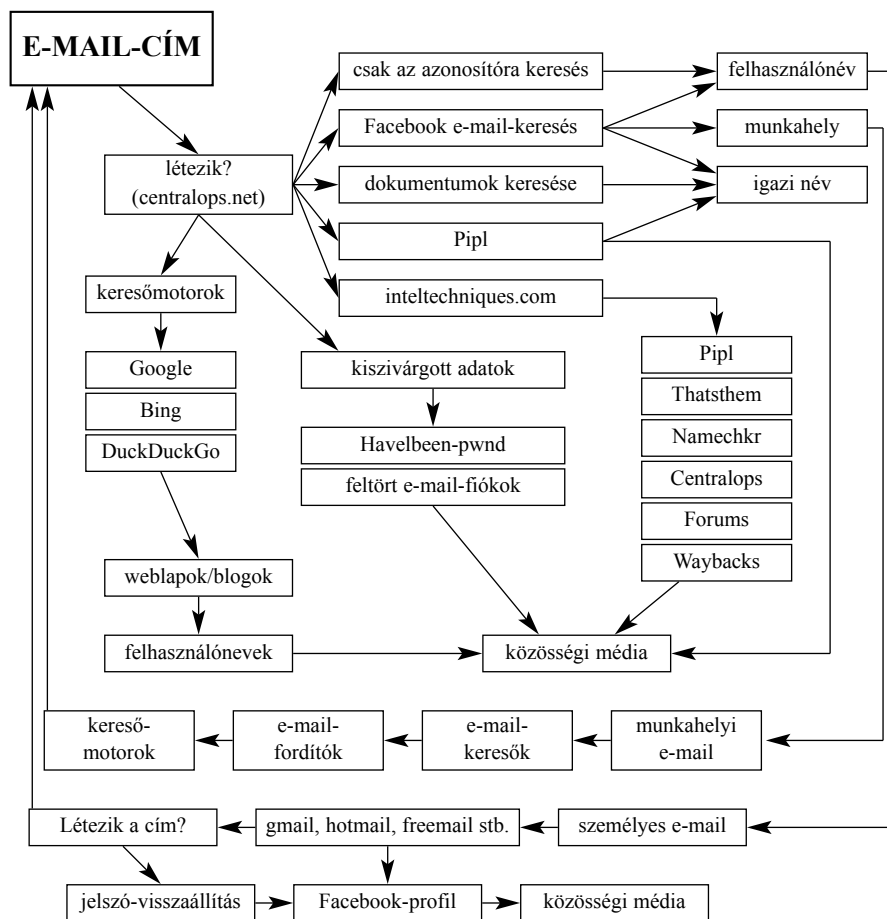 E-MAIL-CÍM
csak az azonosítóra keresés
felhasználónév
Facebook e-mail-keresés
munkahely
létezik?
(centralops.net)
dokumentumok keresése
igazi név
Pipl
keresőmotorok
inteltechniques.com
Google
Bing
DuckDuckGo
kiszivárgott adatok
Havelbeen-pwnd
feltört e-mail-fiókok
Pipl
Thatsthem
Namechkr
Centralops
Forums
Waybacks
weblapok/blogok
felhasználónevek
közösségi média
kereső-
motorok
e-mail-
fordítók
e-mail-
keresők
munkahelyi
e-mail
Létezik a cím?
gmail, hotmail, freemail stb.
személyes e-mail
jelszó-visszaállítás
Facebook-profil
közösségi média